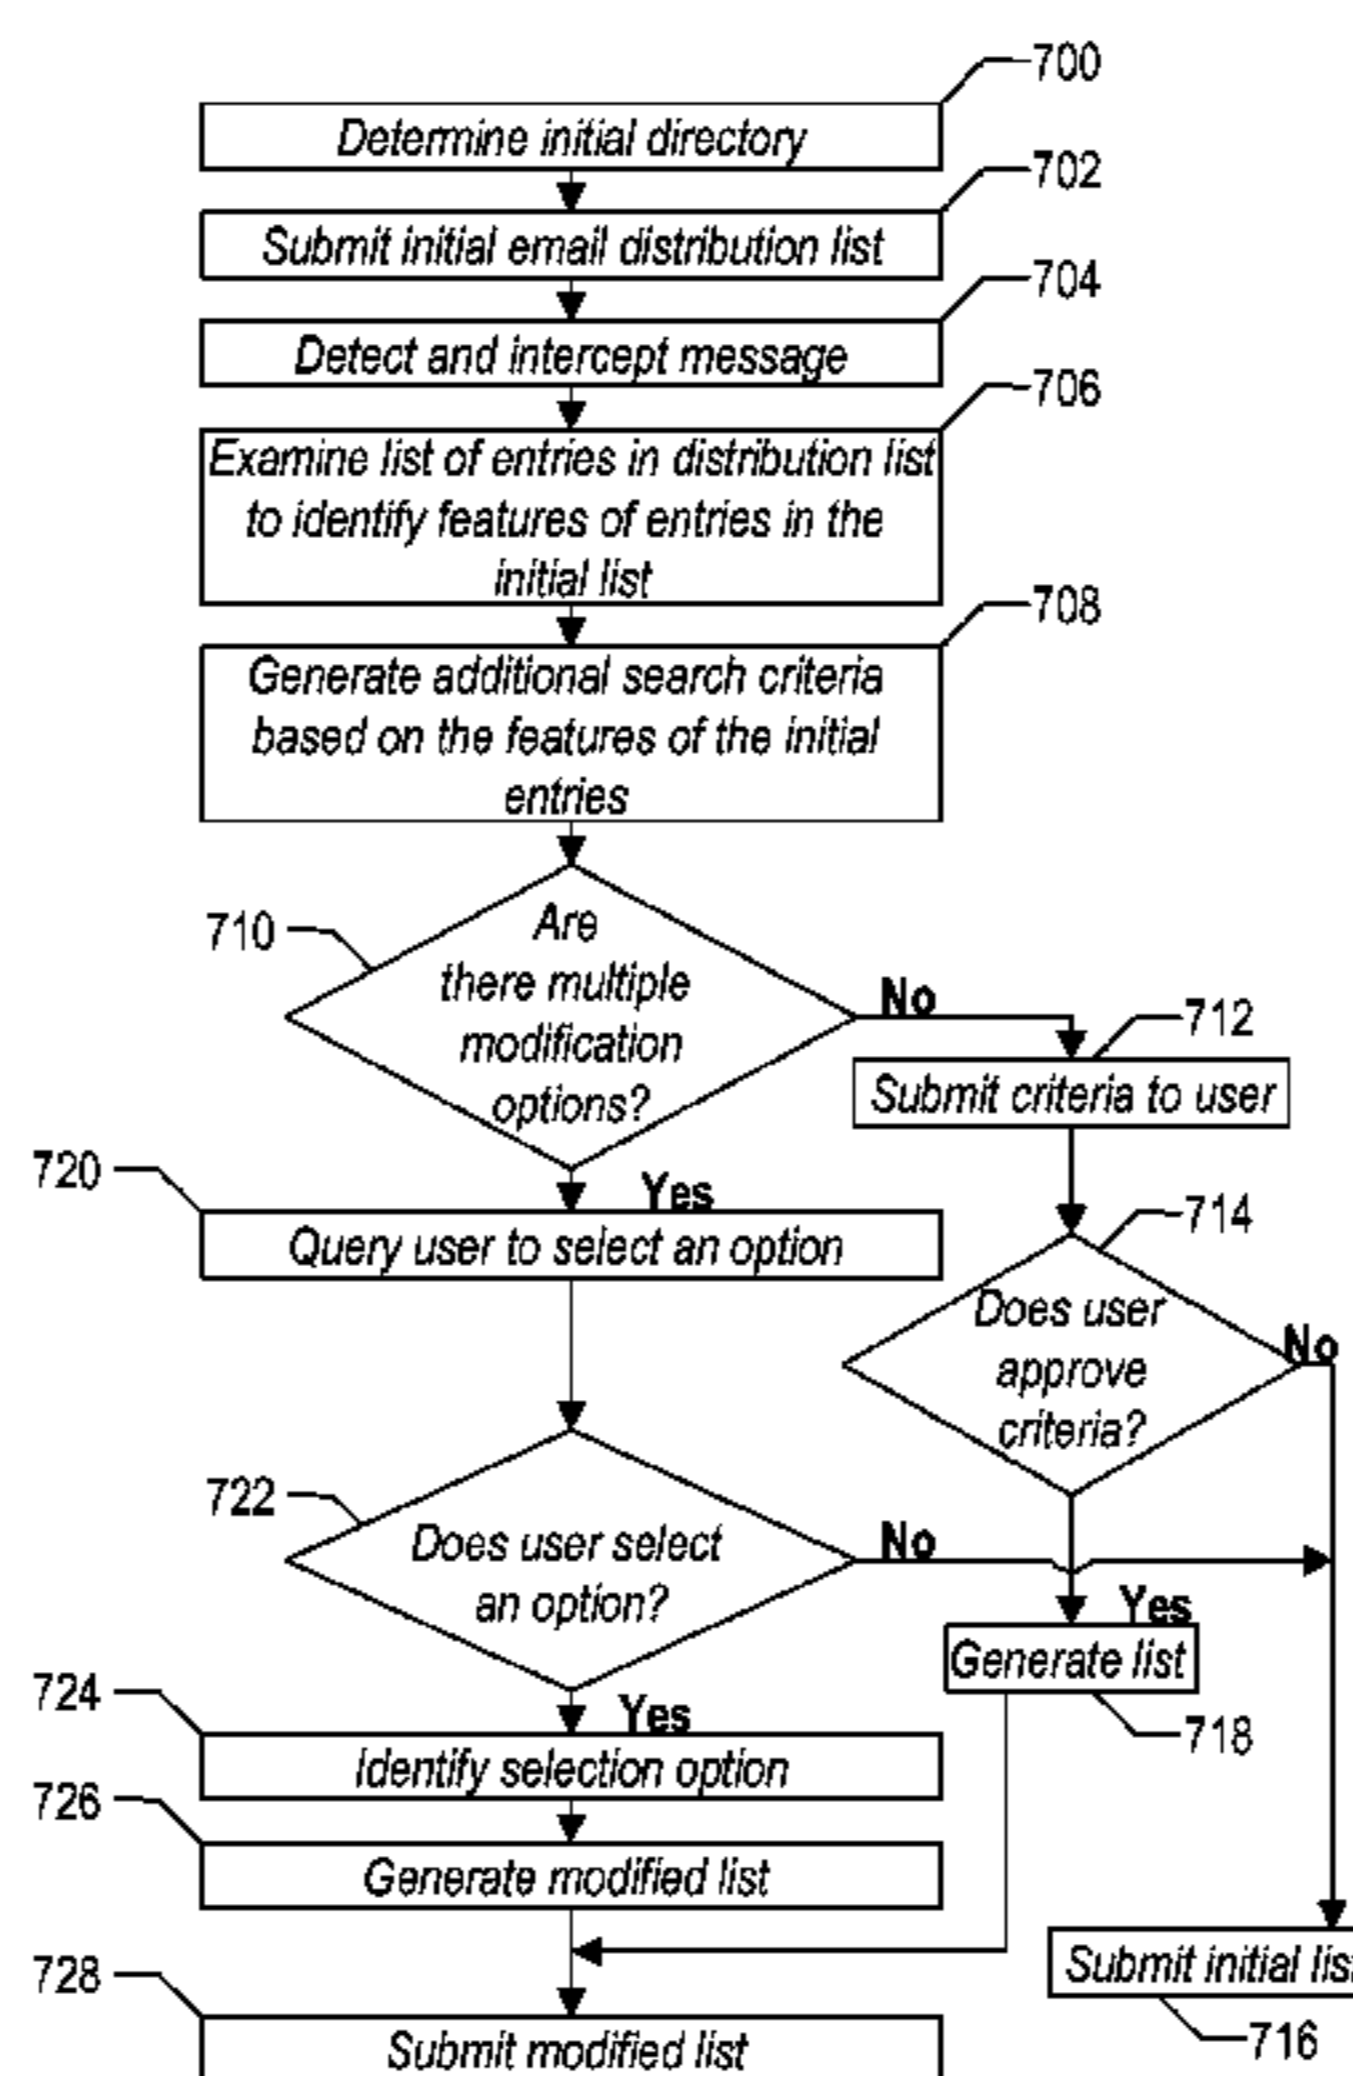 700
Determine initial directory
702
Submit initial email distribution list
704
Detect and intercept message
706
Examine list of entries in distribution list
to identify features of entries in the
initial list
708
Generate additional search criteria
based on the features of the initial
entries
710
Are
there multiple
modification
options?
No
712
Submit criteria to user
720
Yes
Query user to select an option
714
Does user
approve
criteria?
No
722
Does user select
an option?
No
Yes
Generate list
718
724
Yes
Identify selection option
726
Generate modified list
Submit initial list
716
728
Submit modified list